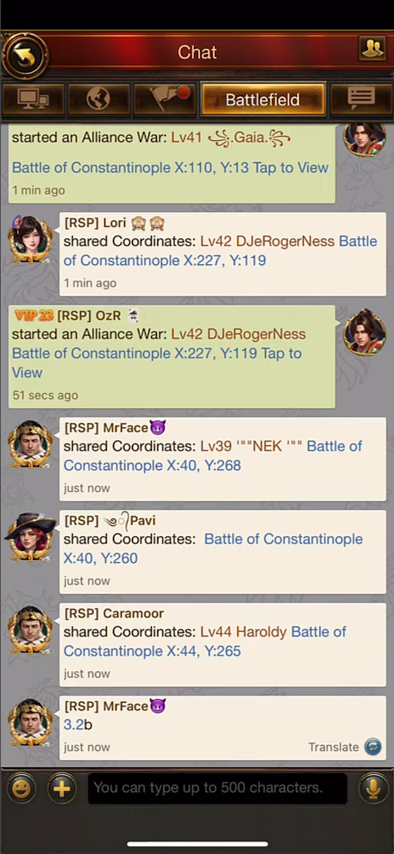 Chat
Battlefield
started an Alliance War: Lv41 ꧁.Gaia.꧂
Battle of Constantinople X:110, Y:13 Tap to View
1 min ago
[RSP] Lori 🙈🙈
shared Coordinates: Lv42 DJeRogerNess Battle
of Constantinople X:227, Y:119
1 min ago
VIP 23 [RSP] OzR
started an Alliance War: Lv42 DJeRogerNess
Battle of Constantinople X:227, Y:119 Tap to
View
51 secs ago
[RSP] MrFace😈
shared Coordinates: Lv39 '""NEK '"" Battle of
Constantinople X:40, Y:268
just now
[RSP] Pavi
shared Coordinates: Battle of Constantinople
X:40, Y:260
just now
[RSP] Caramoor
shared Coordinates: Lv44 Haroldy Battle of
Constantinople X:44, Y:265
just now
[RSP] MrFace😈
3.2b
just now Translate
You can type up to 500 characters.